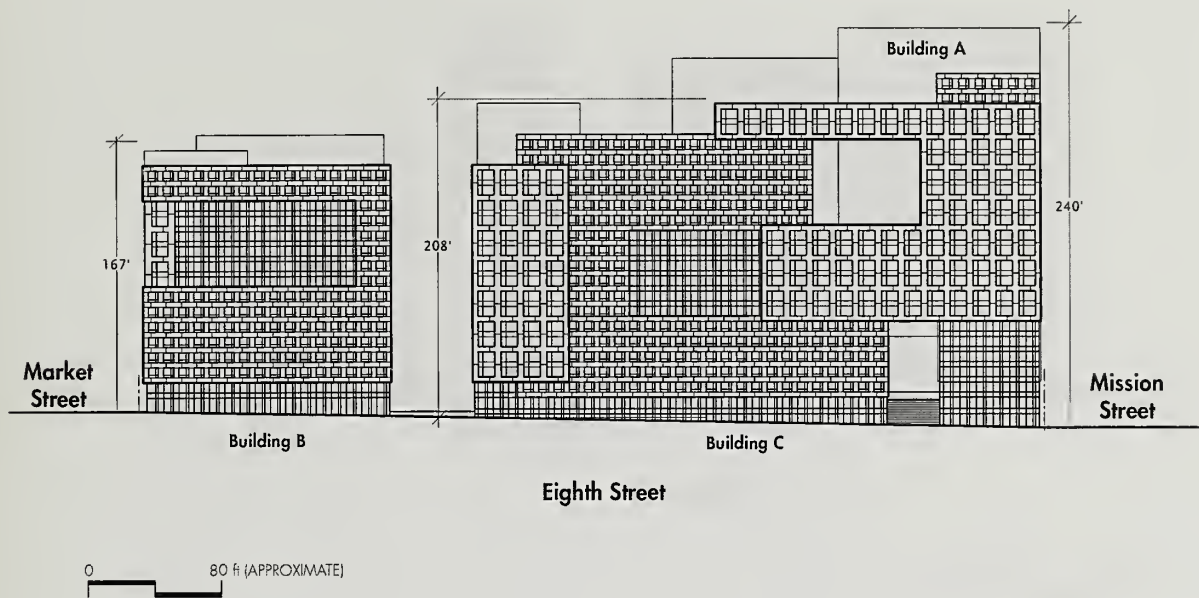 Building A
240'
208'
167'
Market
Street
Mission
Street
Building B
Building C
Eighth Street
0 80 ft (APPROXIMATE)